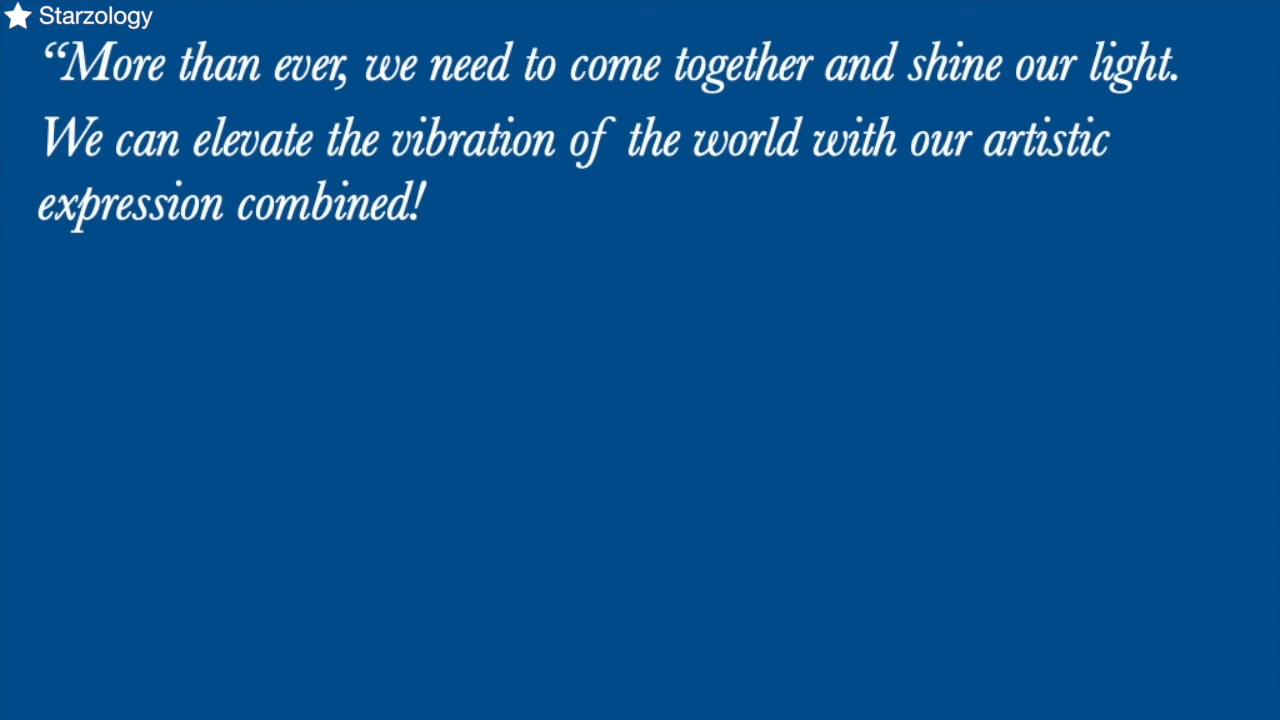 Starzology
“More than ever, we need to come together and shine our light.
We can elevate the vibration of the world with our artistic
expression combined!